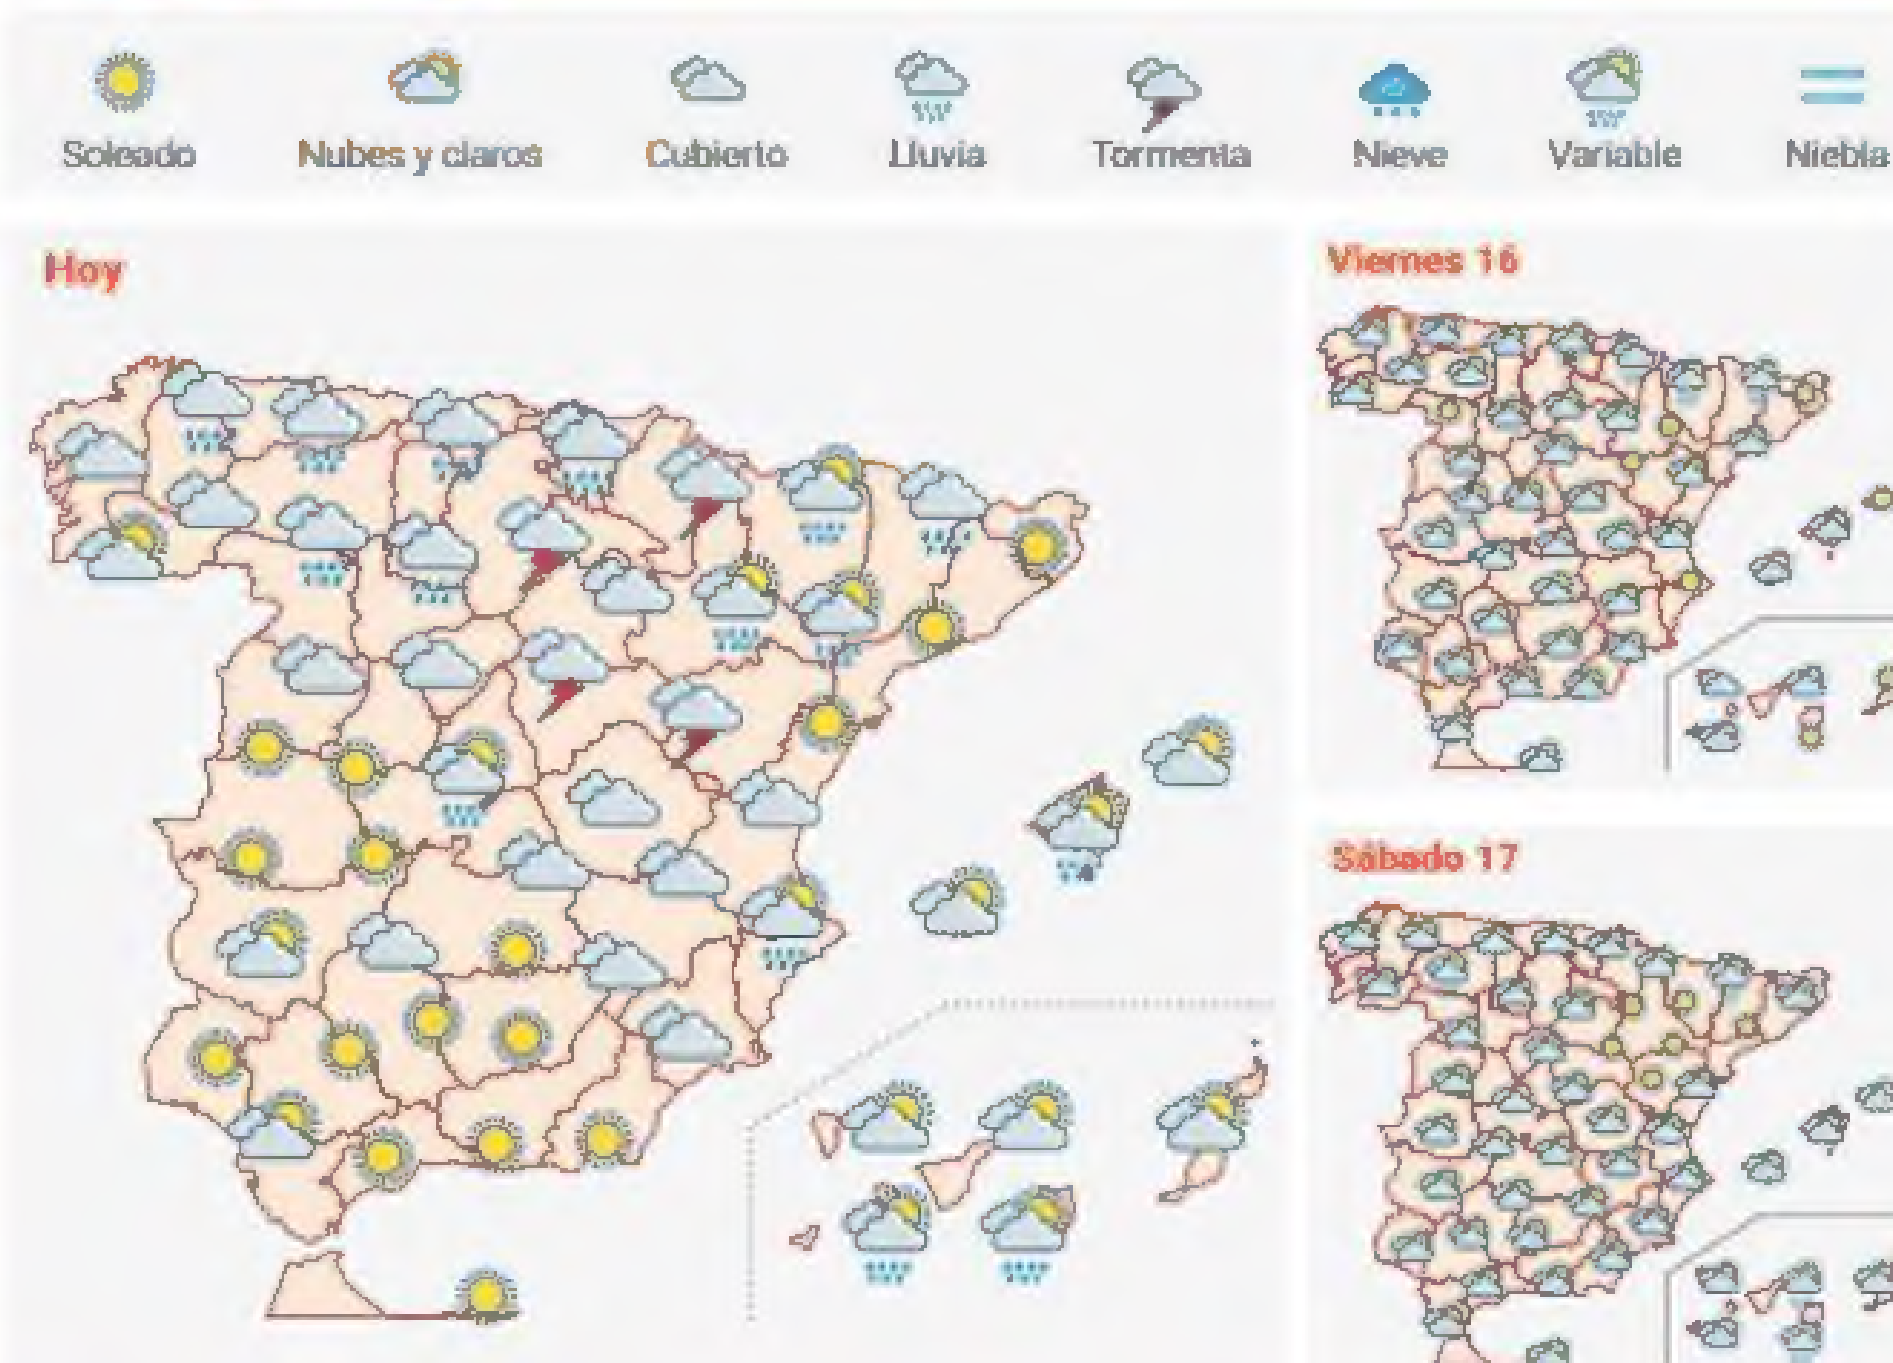 Soleado
Nubes y claros
Cubierto
Lluvia
Tormenta
Nieve
Variable
Niebla
Hoy
Viernes 16
Sábado 17